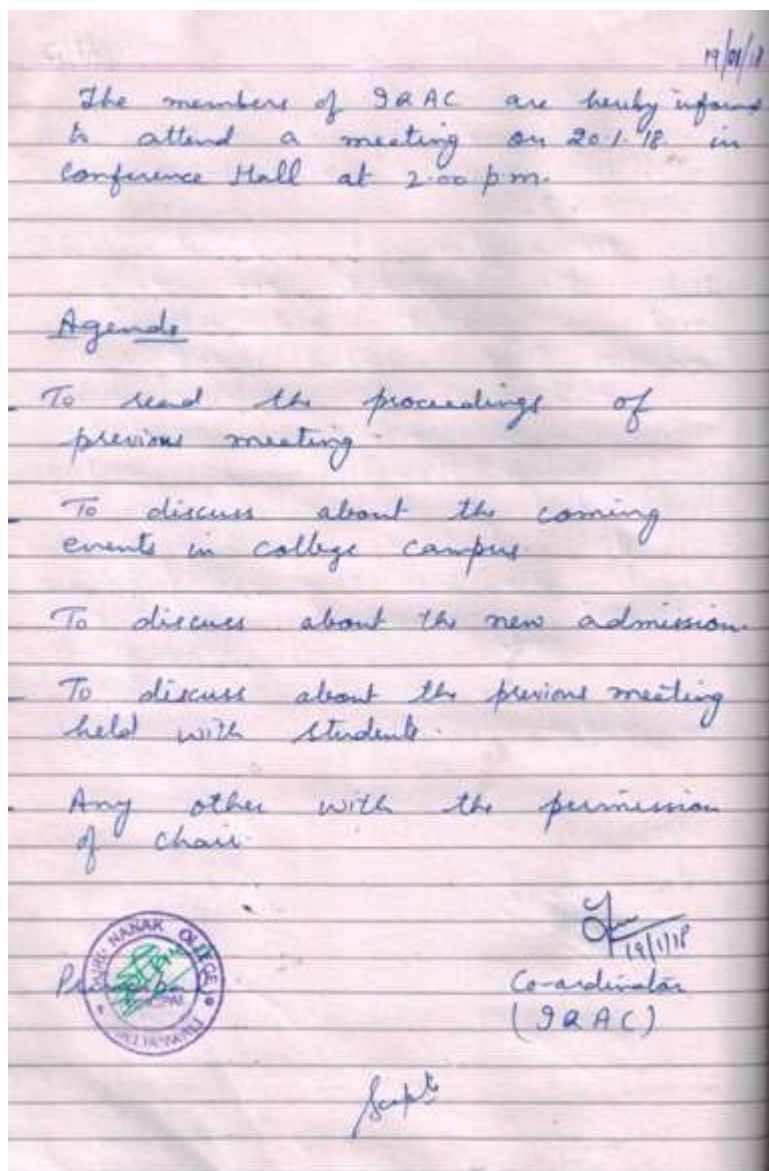 19/01/18
The members of IQAC are hereby informed
to attend a meeting on 20.1.18. in
Conference Hall at 2.00 p.m.
Agenda
- To read the proceedings of
previous meeting.
- To discuss about the coming
events in college campus
To discuss about the new admission.
- To discuss about the previous meeting
held with students.
- Any other with the permission
of chair.
GURU NANAK COLLEGE
Principal
19/1/18
Co-ordinator
(IQAC)